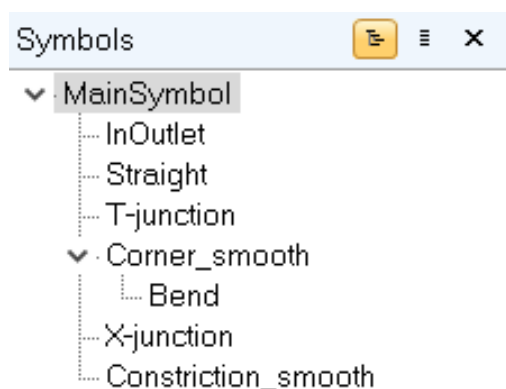 Symbols
MainSymbol
InOutlet
Straight
T-junction
Corner_smooth
Bend
X-junction
Constriction_smooth